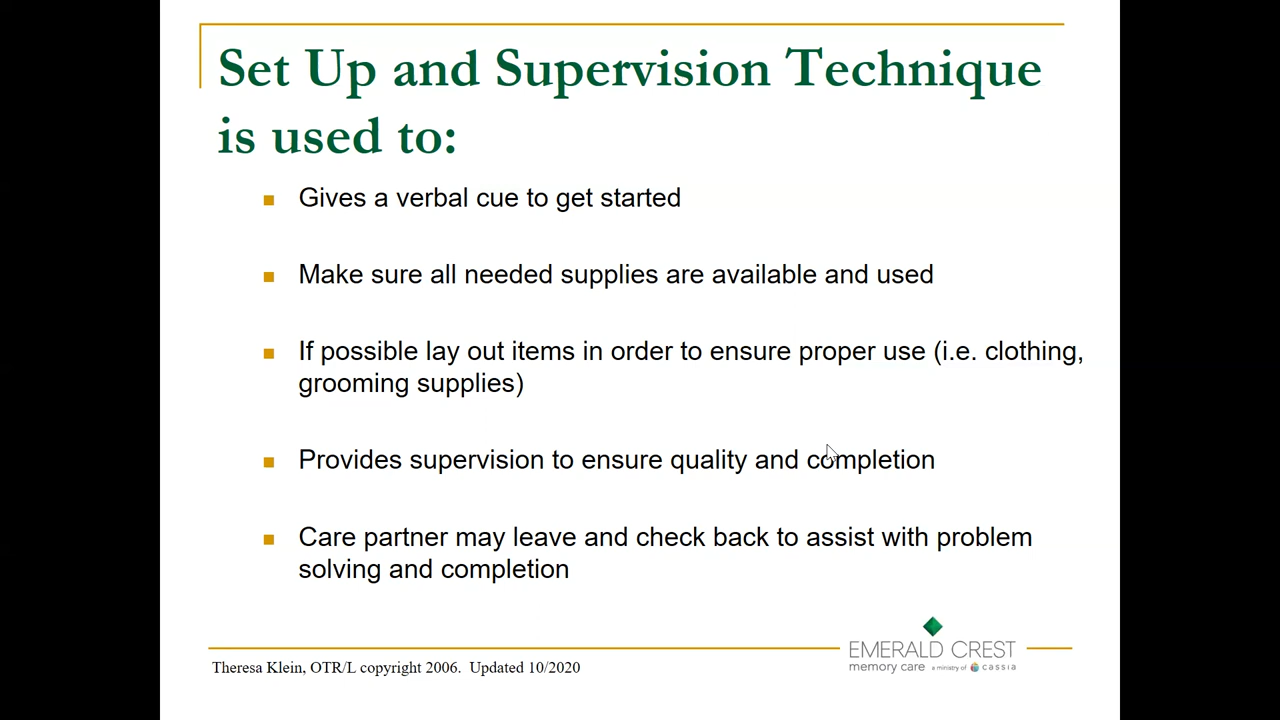 Set Up and Supervision Technique
is used to:
Gives a verbal cue to get started
Make sure all needed supplies are available and used
If possible lay out items in order to ensure proper use (i.e. clothing,
grooming supplies)
Provides supervision to ensure quality and completion
Care partner may leave and check back to assist with problem
solving and completion
Theresa Klein, OTR/L copyright 2006.  Updated 10/2020
EMERALD CREST
memory care a ministry of cassia